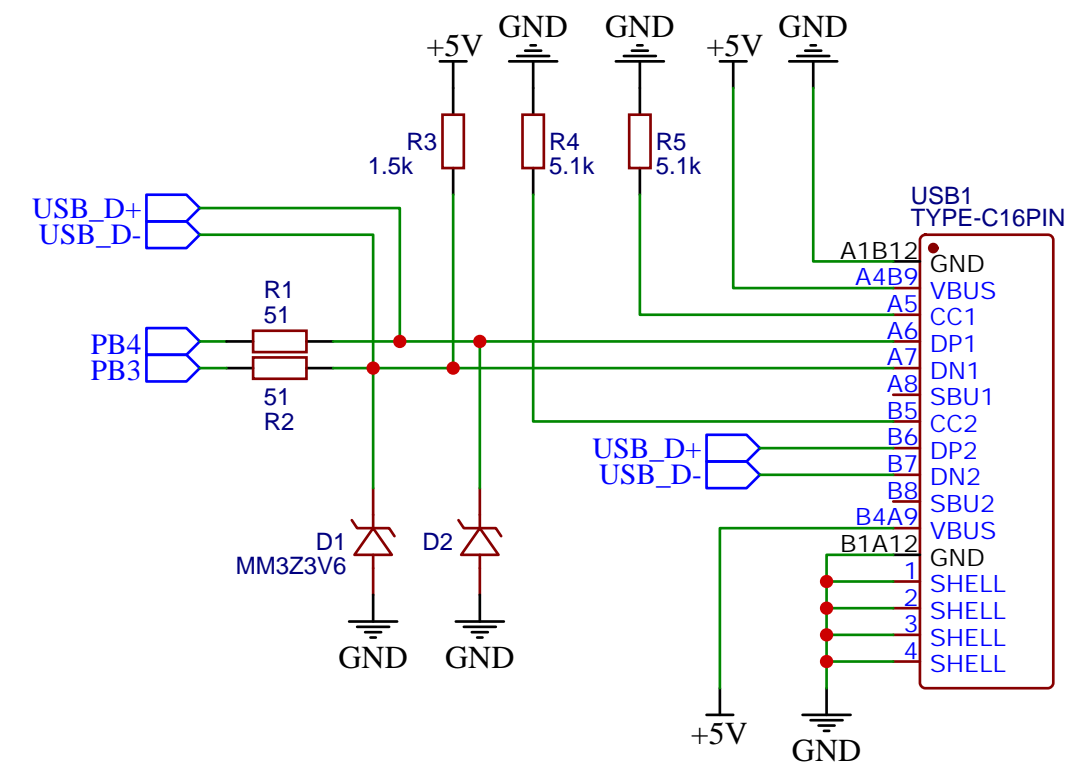 GND
GND
GND
+5V
+5V
R3
1.5k
R4
5.1k
R5
5.1k
USB_D+
USB_D-
R1
51
PB4
PB3
51
R2
USB1
TYPE-C16PIN
A1B12
GND
A4B9
VBUS
A5
CC1
A6
DP1
A7
DN1
A8
SBU1
B5
CC2
B6
DP2
B7
DN2
B8
SBU2
B4A9
VBUS
B1A12
GND
1
SHELL
2
SHELL
3
SHELL
4
SHELL
USB_D+
USB_D-
D1
MM3Z3V6
D2
GND
GND
+5V
GND